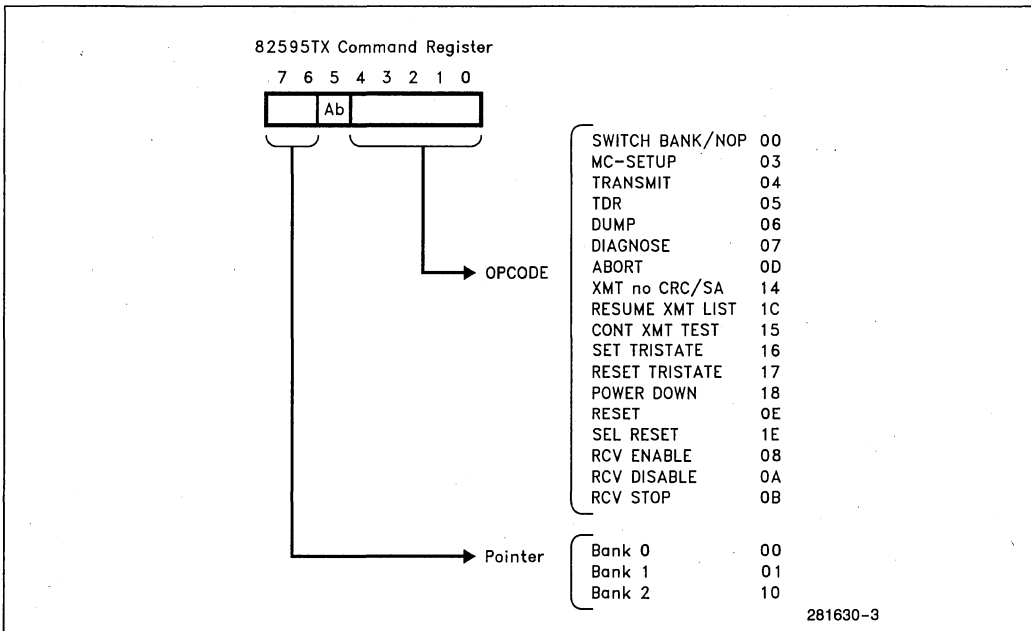 82595TX Command Register
7 6 5 4 3 2 1 0
Ab
SWITCH BANK/NOP 00
MC-SETUP 03
TRANSMIT 04
TDR 05
DUMP 06
DIAGNOSE 07
ABORT 0D
OPCODE
XMT no CRC/SA 14
RESUME XMT LIST 1C
CONT XMT TEST 15
SET TRISTATE 16
RESET TRISTATE 17
POWER DOWN 18
RESET 0E
SEL RESET 1E
RCV ENABLE 08
RCV DISABLE 0A
RCV STOP 0B
Pointer
Bank 0 00
Bank 1 01
Bank 2 10
281630-3